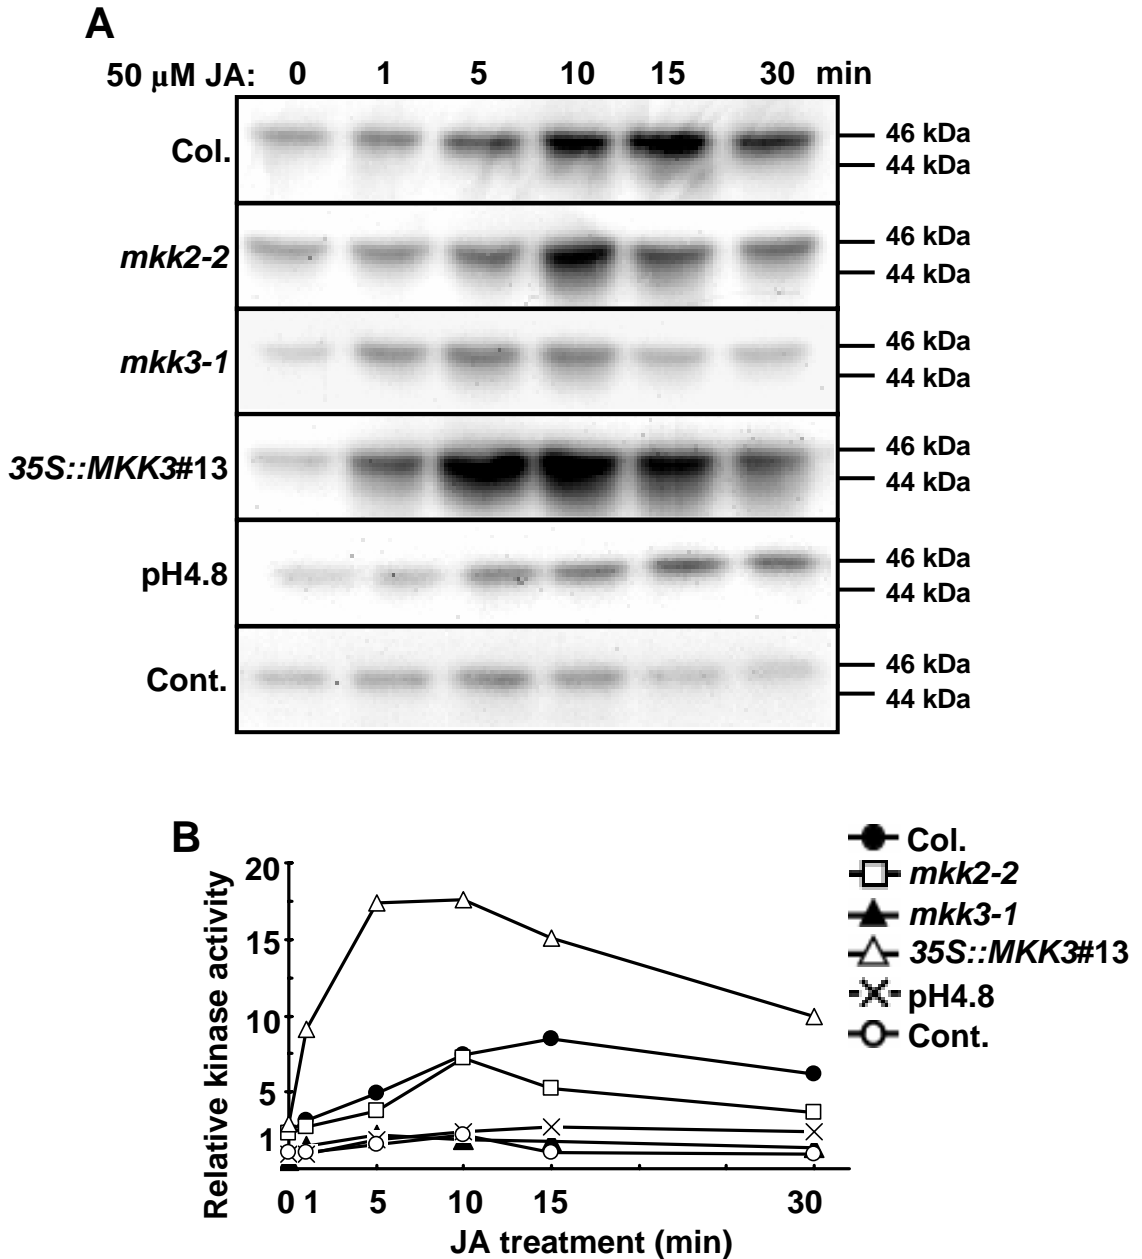 A
50 μM JA: 0 1 5 10 15 30 min
Col.
46 kDa
44 kDa
mkk2-2
46 kDa
44 kDa
mkk3-1
46 kDa
44 kDa
35S::MKK3#13
46 kDa
44 kDa
pH4.8
46 kDa
44 kDa
Cont.
46 kDa
44 kDa
B
Relative kinase activity
20
15
10
5
1
0 1 5 10 15 30
JA treatment (min)
Col.
mkk2-2
mkk3-1
35S::MKK3#13
pH4.8
Cont.